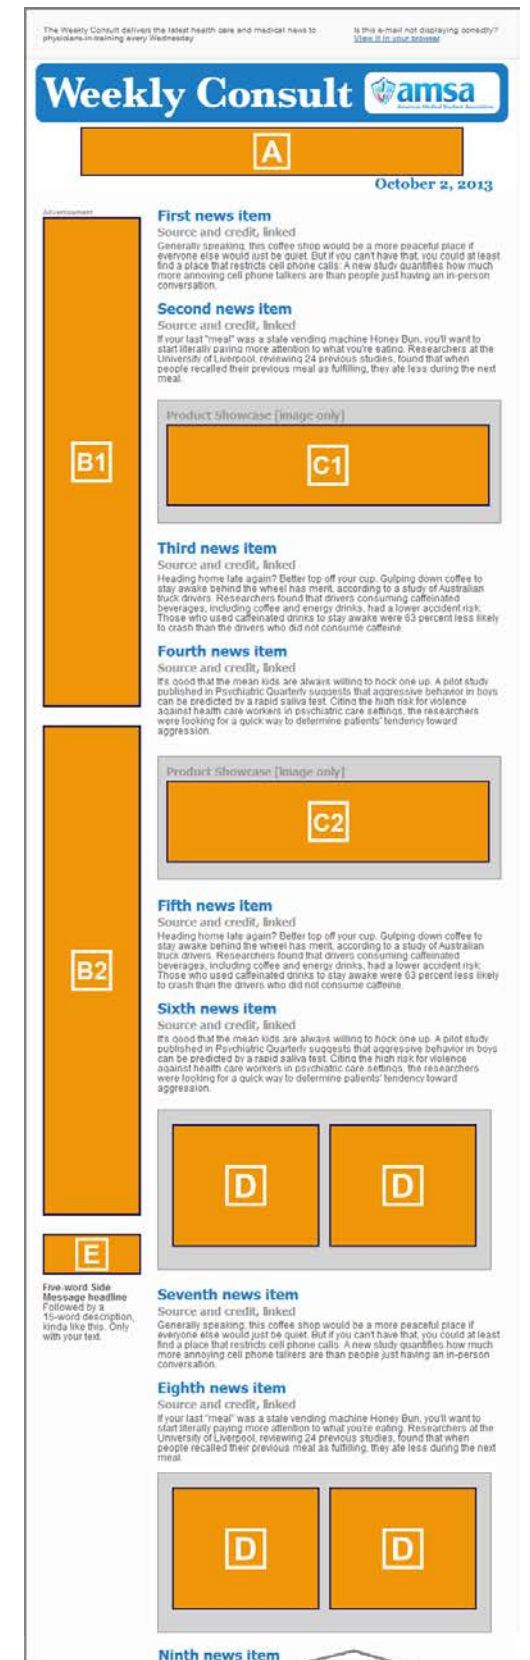 The Weekly Consult delivers the latest health care and medical news to
physicians-in-training every Wednesday
Is this e-mail not displaying correctly?
View it in your browser
Weekly Consult
amsa
American Medical Student Association
A
October 2, 2013
Advertisement
B1
First news item
Source and credit, linked
Generally speaking, this coffee shop would be a more peaceful place if
everyone else would just be quiet. But if you can't have that, you could at least
find a place that restricts cell phone calls: A new study quantifies how much
more annoying cell phone talkers are than people just having an in-person
conversation.
Second news item
Source and credit, linked
If your last "meal" was a stale vending machine Honey Bun, you'll want to
start literally paying more attention to what you're eating. Researchers at the
University of Liverpool, reviewing 24 previous studies, found that when
people recalled their previous meal as fulfilling, they ate less during the next
meal.
Product Showcase [image only]
C1
Third news item
Source and credit, linked
Heading home late again? Better top off your cup. Gulping down coffee to
stay awake behind the wheel has merit, according to a study of Australian
truck drivers. Researchers found that drivers consuming caffeinated
beverages, including coffee and energy drinks, had a lower accident risk.
Those who used caffeinated drinks to stay awake were 63 percent less likely
to crash than the drivers who did not consume caffeine.
Fourth news item
Source and credit, linked
It's good that the mean kids are always willing to hock one up. A pilot study
published in Psychiatric Quarterly suggests that aggressive behavior in boys
can be predicted by a rapid saliva test. Citing the high risk for violence
against health care workers in psychiatric care settings, the researchers
were looking for a quick way to determine patients' tendency toward
aggression.
Product Showcase [image only]
C2
B2
Fifth news item
Source and credit, linked
Heading home late again? Better top off your cup. Gulping down coffee to
stay awake behind the wheel has merit, according to a study of Australian
truck drivers. Researchers found that drivers consuming caffeinated
beverages, including coffee and energy drinks, had a lower accident risk.
Those who used caffeinated drinks to stay awake were 63 percent less likely
to crash than the drivers who did not consume caffeine.
Sixth news item
Source and credit, linked
It's good that the mean kids are always willing to hock one up. A pilot study
published in Psychiatric Quarterly suggests that aggressive behavior in boys
can be predicted by a rapid saliva test. Citing the high risk for violence
against health care workers in psychiatric care settings, the researchers
were looking for a quick way to determine patients' tendency toward
aggression.
D D
E
Five-word Side
Message headline
Followed by a
15-word description,
kinda like this. Only
with your text.
Seventh news item
Source and credit, linked
Generally speaking, this coffee shop would be a more peaceful place if
everyone else would just be quiet. But if you can't have that, you could at least
find a place that restricts cell phone calls. A new study quantifies how much
more annoying cell phone talkers are than people just having an in-person
conversation.
Eighth news item
Source and credit, linked
If your last "meal" was a stale vending machine Honey Bun, you'll want to
start literally paying more attention to what you're eating. Researchers at the
University of Liverpool, reviewing 24 previous studies, found that when
people recalled their previous meal as fulfilling, they ate less during the next
meal.
D D
Ninth news item